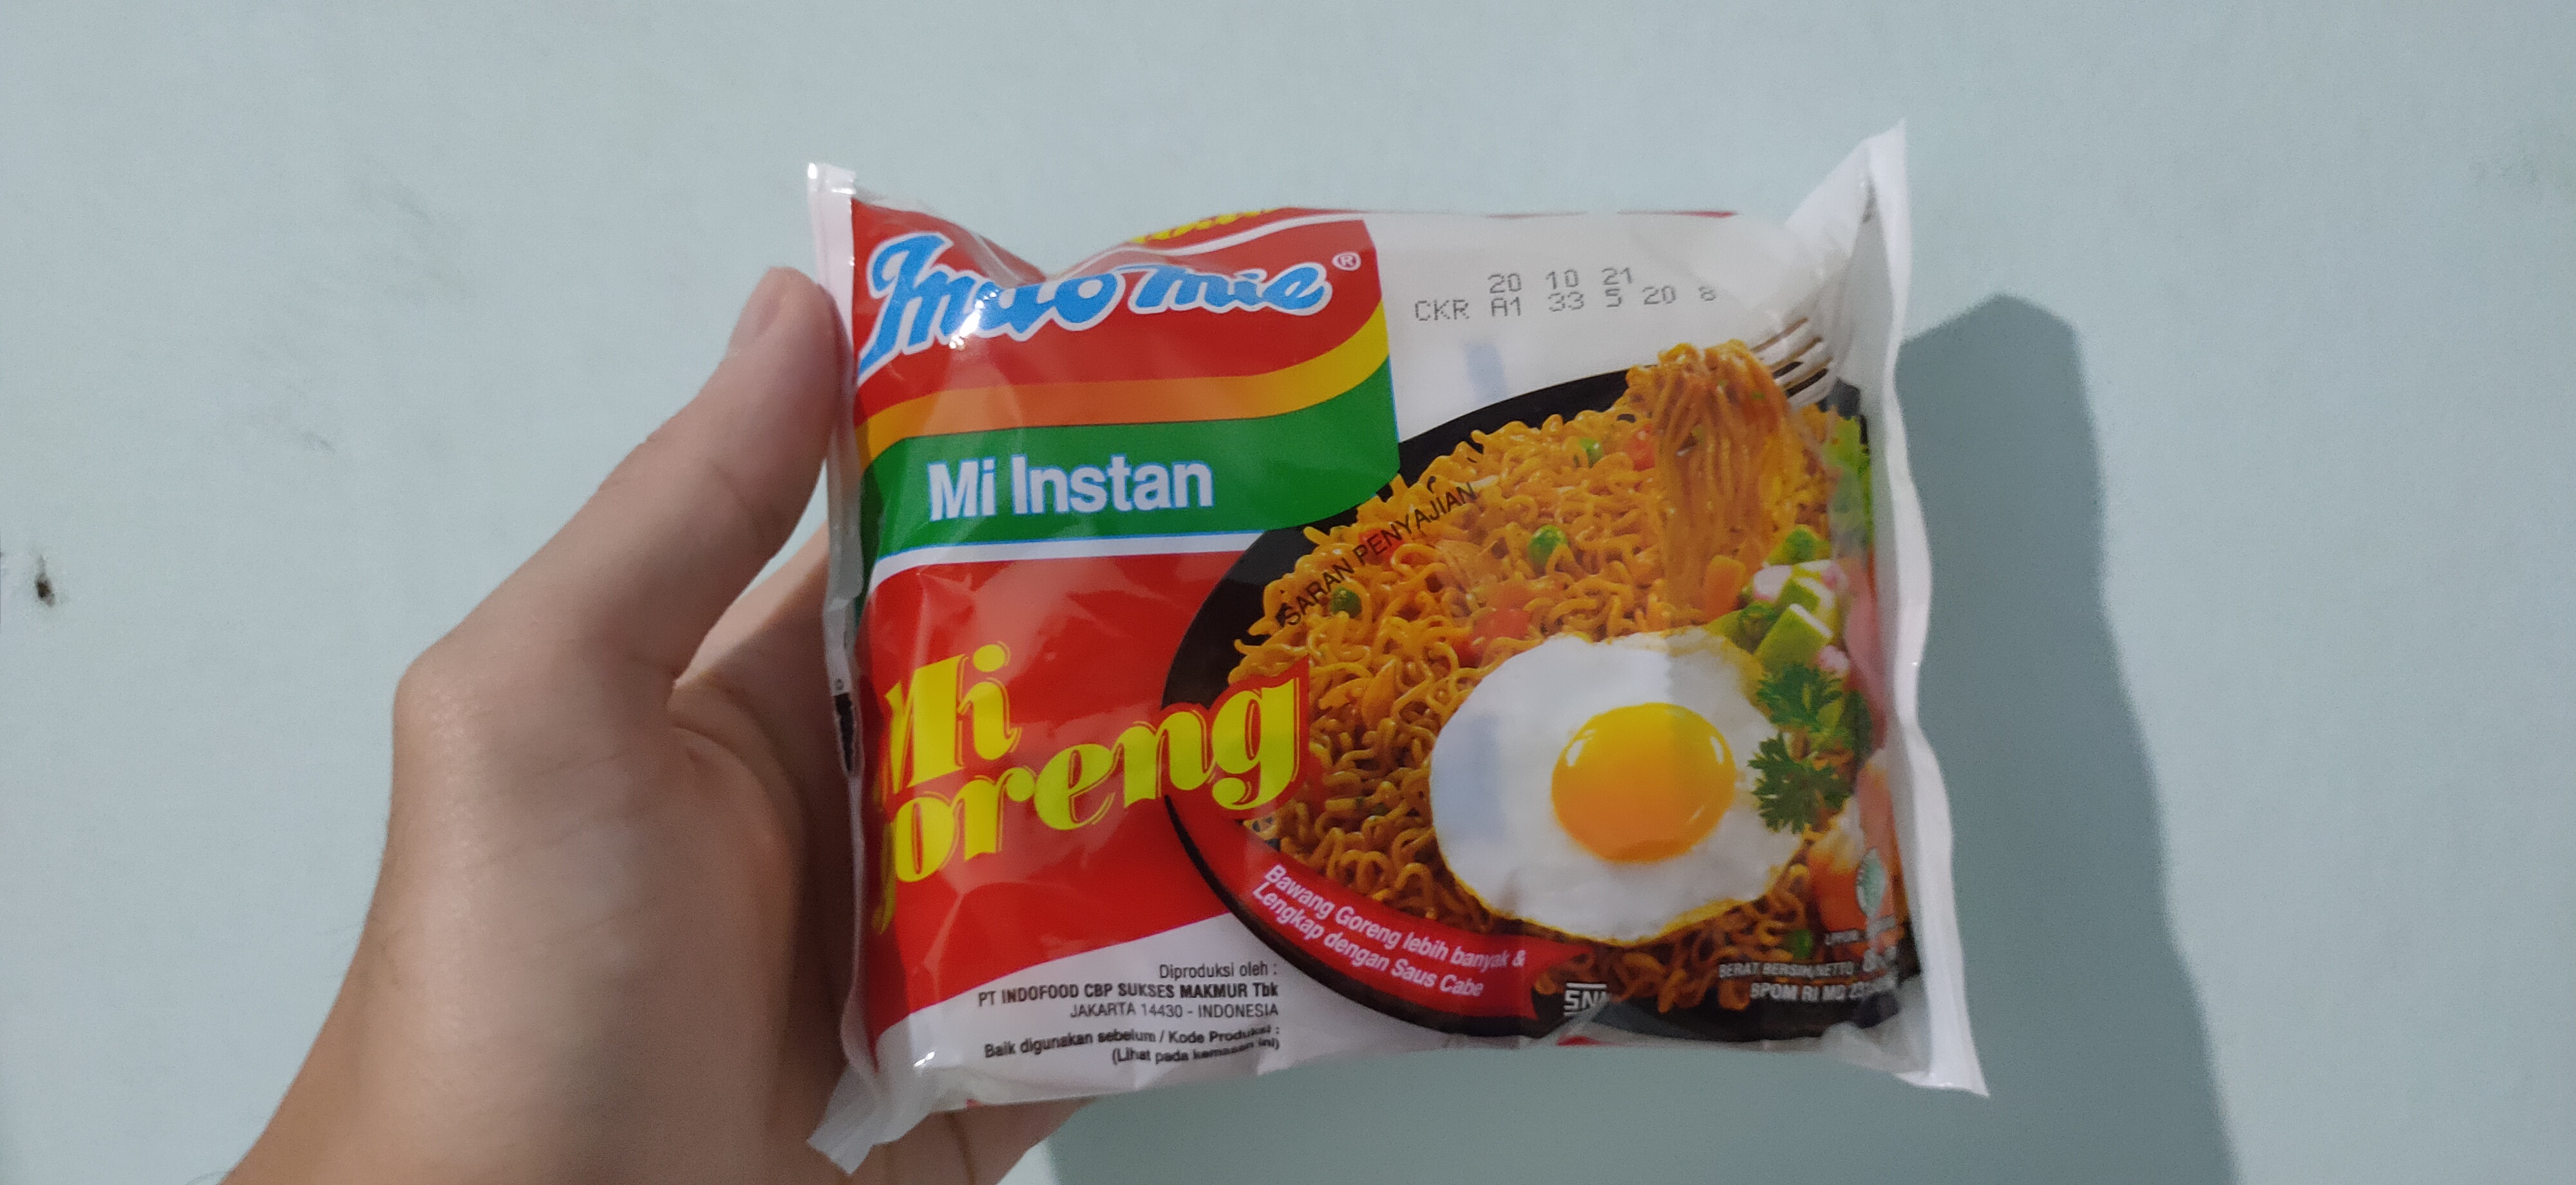 Indomie®
20 10 21
CKR A1 33 5 20 8
Mi Instan
SARAN PENYAJIAN
Mi
goreng
Bawang Goreng lebih banyak &
Lengkap dengan Saus Cabe
Diproduksi oleh :
PT INDOFOOD CBP SUKSES MAKMUR Tbk
JAKARTA 14430 - INDONESIA
Baik digunakan sebelum / Kode Produksi :
(Lihat pada kemasan ini)
SNI
BERAT BERSIH/NETTO
BPOM RI MD